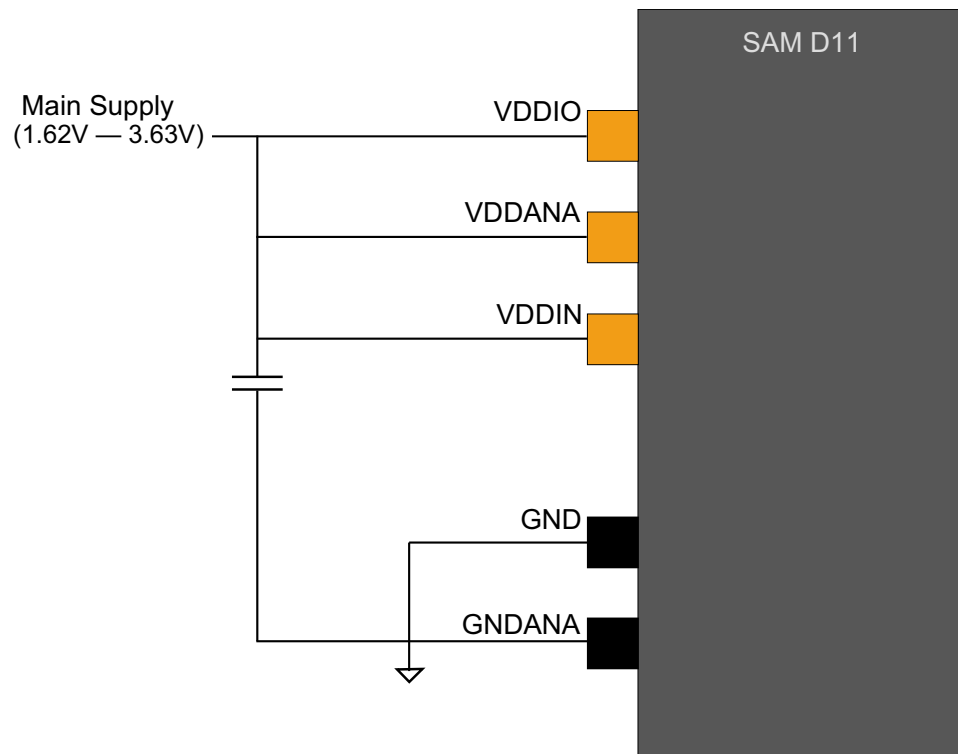 SAM D11
Main Supply
(1.62V — 3.63V)
VDDIO
VDDANA
VDDIN
GND
GNDANA